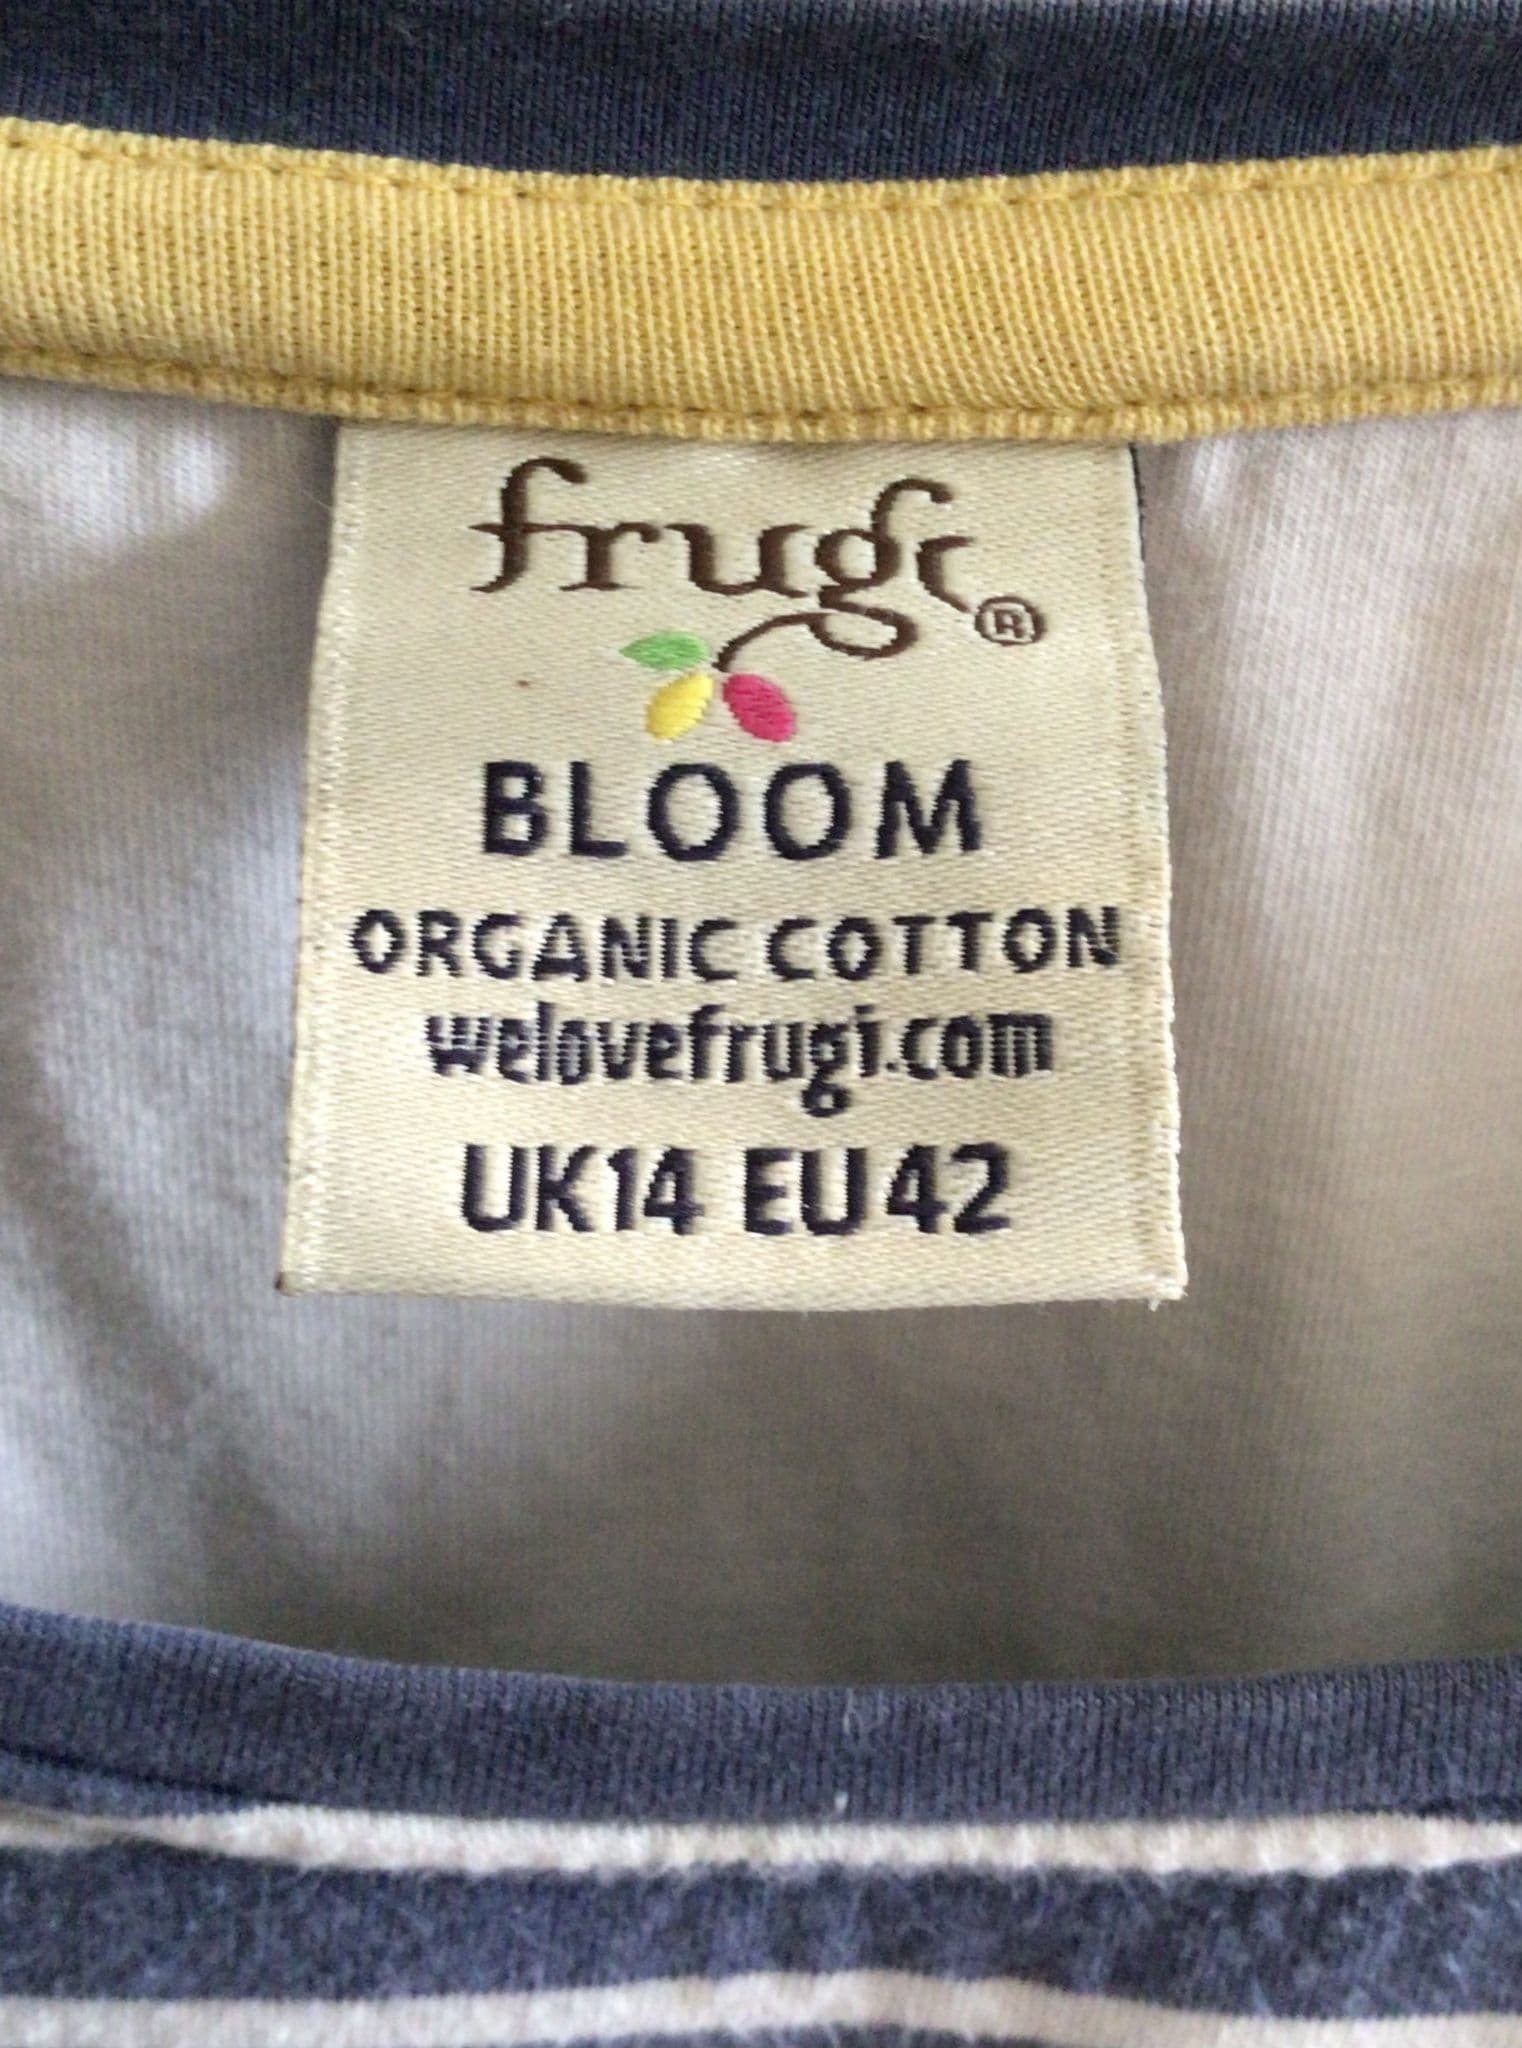 frugi ®
BLOOM
ORGANIC COTTON
welovefrugi.com
UK14 EU42